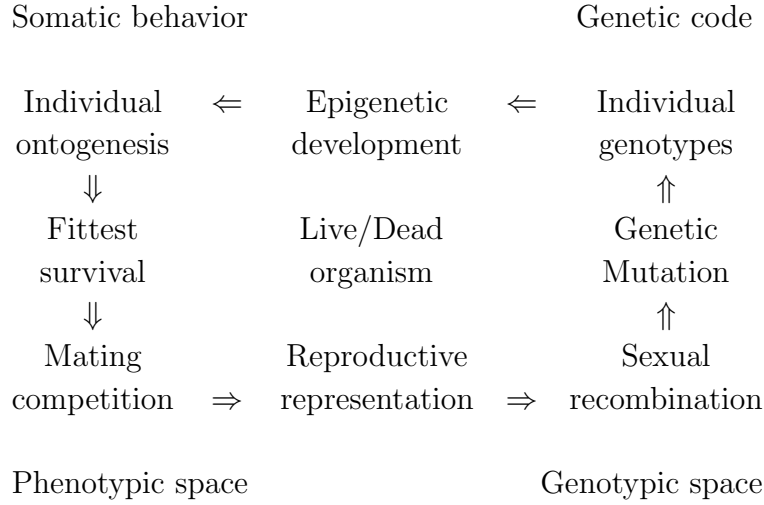 Somatic behavior Genetic code
Individual ⇐ Epigenetic ⇐ Individual
ontogenesis development genotypes
⇓ ⇑
Fittest Live/Dead Genetic
survival organism Mutation
⇓ ⇑
Mating Reproductive Sexual
competition ⇒ representation ⇒ recombination
Phenotypic space Genotypic space